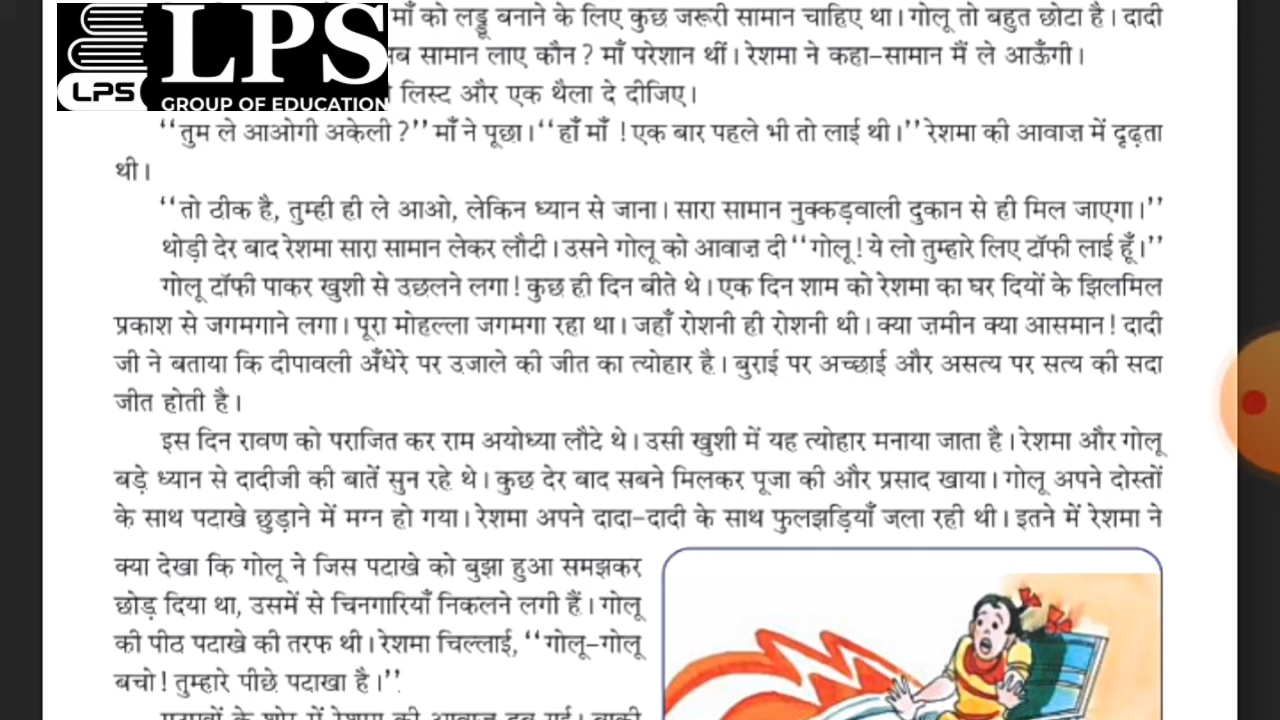 LPS
LPS
GROUP OF EDUCATION
माँ को लड्डू बनाने के लिए कुछ जरूरी सामान चाहिए था। गोलू तो बहुत छोटा है। दादी
सामान लाए कौन ? माँ परेशान थीं। रेशमा ने कहा–सामान मैं ले आऊँगी।
लिस्ट और एक थैला दे दीजिए।
‘‘तुम ले आओगी अकेली ?’’ माँ ने पूछा। ‘‘हाँ माँ ! एक बार पहले भी तो लाई थी।’’ रेशमा की आवाज़ में दृढ़ता
थी।
‘‘तो ठीक है, तुम्ही ही ले आओ, लेकिन ध्यान से जाना। सारा सामान नुक्कड़वाली दुकान से ही मिल जाएगा।’’
थोड़ी देर बाद रेशमा सारा सामान लेकर लौटी। उसने गोलू को आवाज़ दी ‘‘गोलू ! ये लो तुम्हारे लिए टॉफी लाई हूँ।’’
गोलू टॉफी पाकर खुशी से उछलने लगा ! कुछ ही दिन बीते थे। एक दिन शाम को रेशमा का घर दियों के झिलमिल
प्रकाश से जगमगाने लगा। पूरा मोहल्ला जगमगा रहा था। जहाँ रोशनी ही रोशनी थी। क्या ज़मीन क्या आसमान ! दादी
जी ने बताया कि दीपावली अँधेरे पर उजाले की जीत का त्योहार है। बुराई पर अच्छाई और असत्य पर सत्य की सदा
जीत होती है।
इस दिन रावण को पराजित कर राम अयोध्या लौटे थे। उसी खुशी में यह त्योहार मनाया जाता है। रेशमा और गोलू
बड़े ध्यान से दादीजी की बातें सुन रहे थे। कुछ देर बाद सबने मिलकर पूजा की और प्रसाद खाया। गोलू अपने दोस्तों
के साथ पटाखे छुड़ाने में मग्न हो गया। रेशमा अपने दादा–दादी के साथ फुलझड़ियाँ जला रही थी। इतने में रेशमा ने
क्या देखा कि गोलू ने जिस पटाखे को बुझा हुआ समझकर
छोड़ दिया था, उसमें से चिनगारियाँ निकलने लगी हैं। गोलू
की पीठ पटाखे की तरफ थी। रेशमा चिल्लाई, ‘‘गोलू–गोलू
बचो ! तुम्हारे पीछे पटाखा है।’’